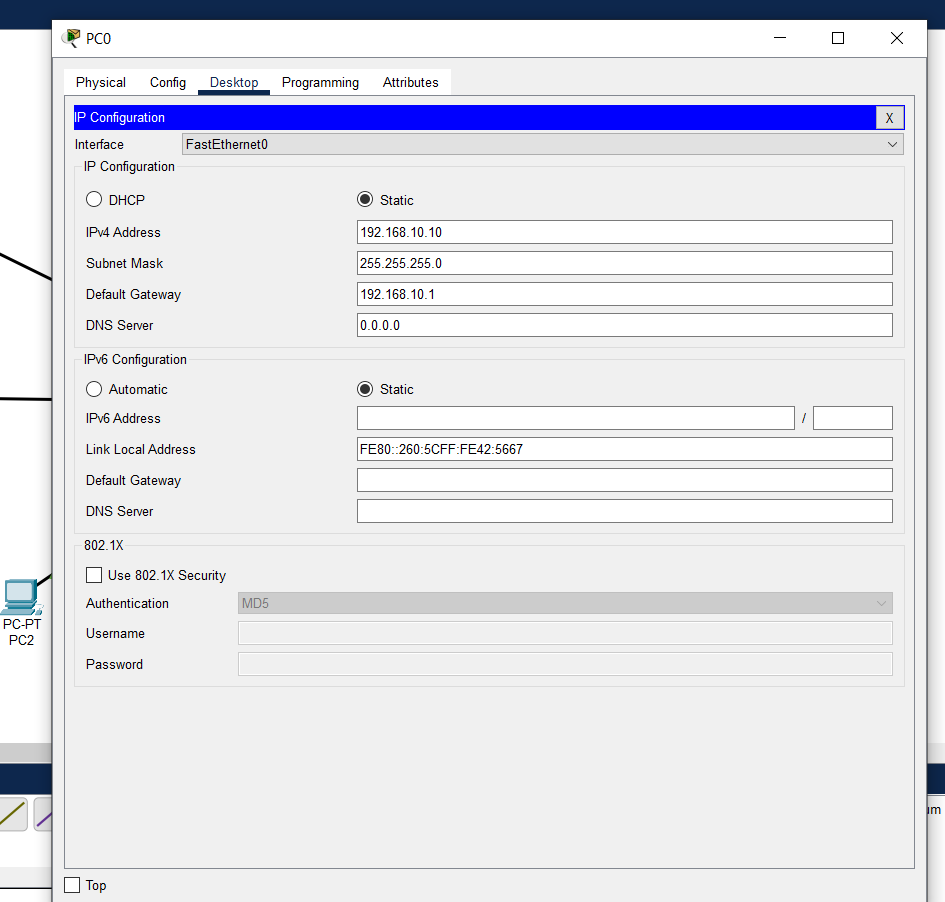 PC0
Physical Config Desktop Programming Attributes
IP Configuration X
Interface FastEthernet0
IP Configuration
DHCP Static
IPv4 Address 192.168.10.10
Subnet Mask 255.255.255.0
Default Gateway 192.168.10.1
DNS Server 0.0.0.0
IPv6 Configuration
Automatic Static
IPv6 Address /
Link Local Address FE80::260:5CFF:FE42:5667
Default Gateway
DNS Server
802.1X
Use 802.1X Security
Authentication MD5
Username
Password
Top
PC-PT
PC2